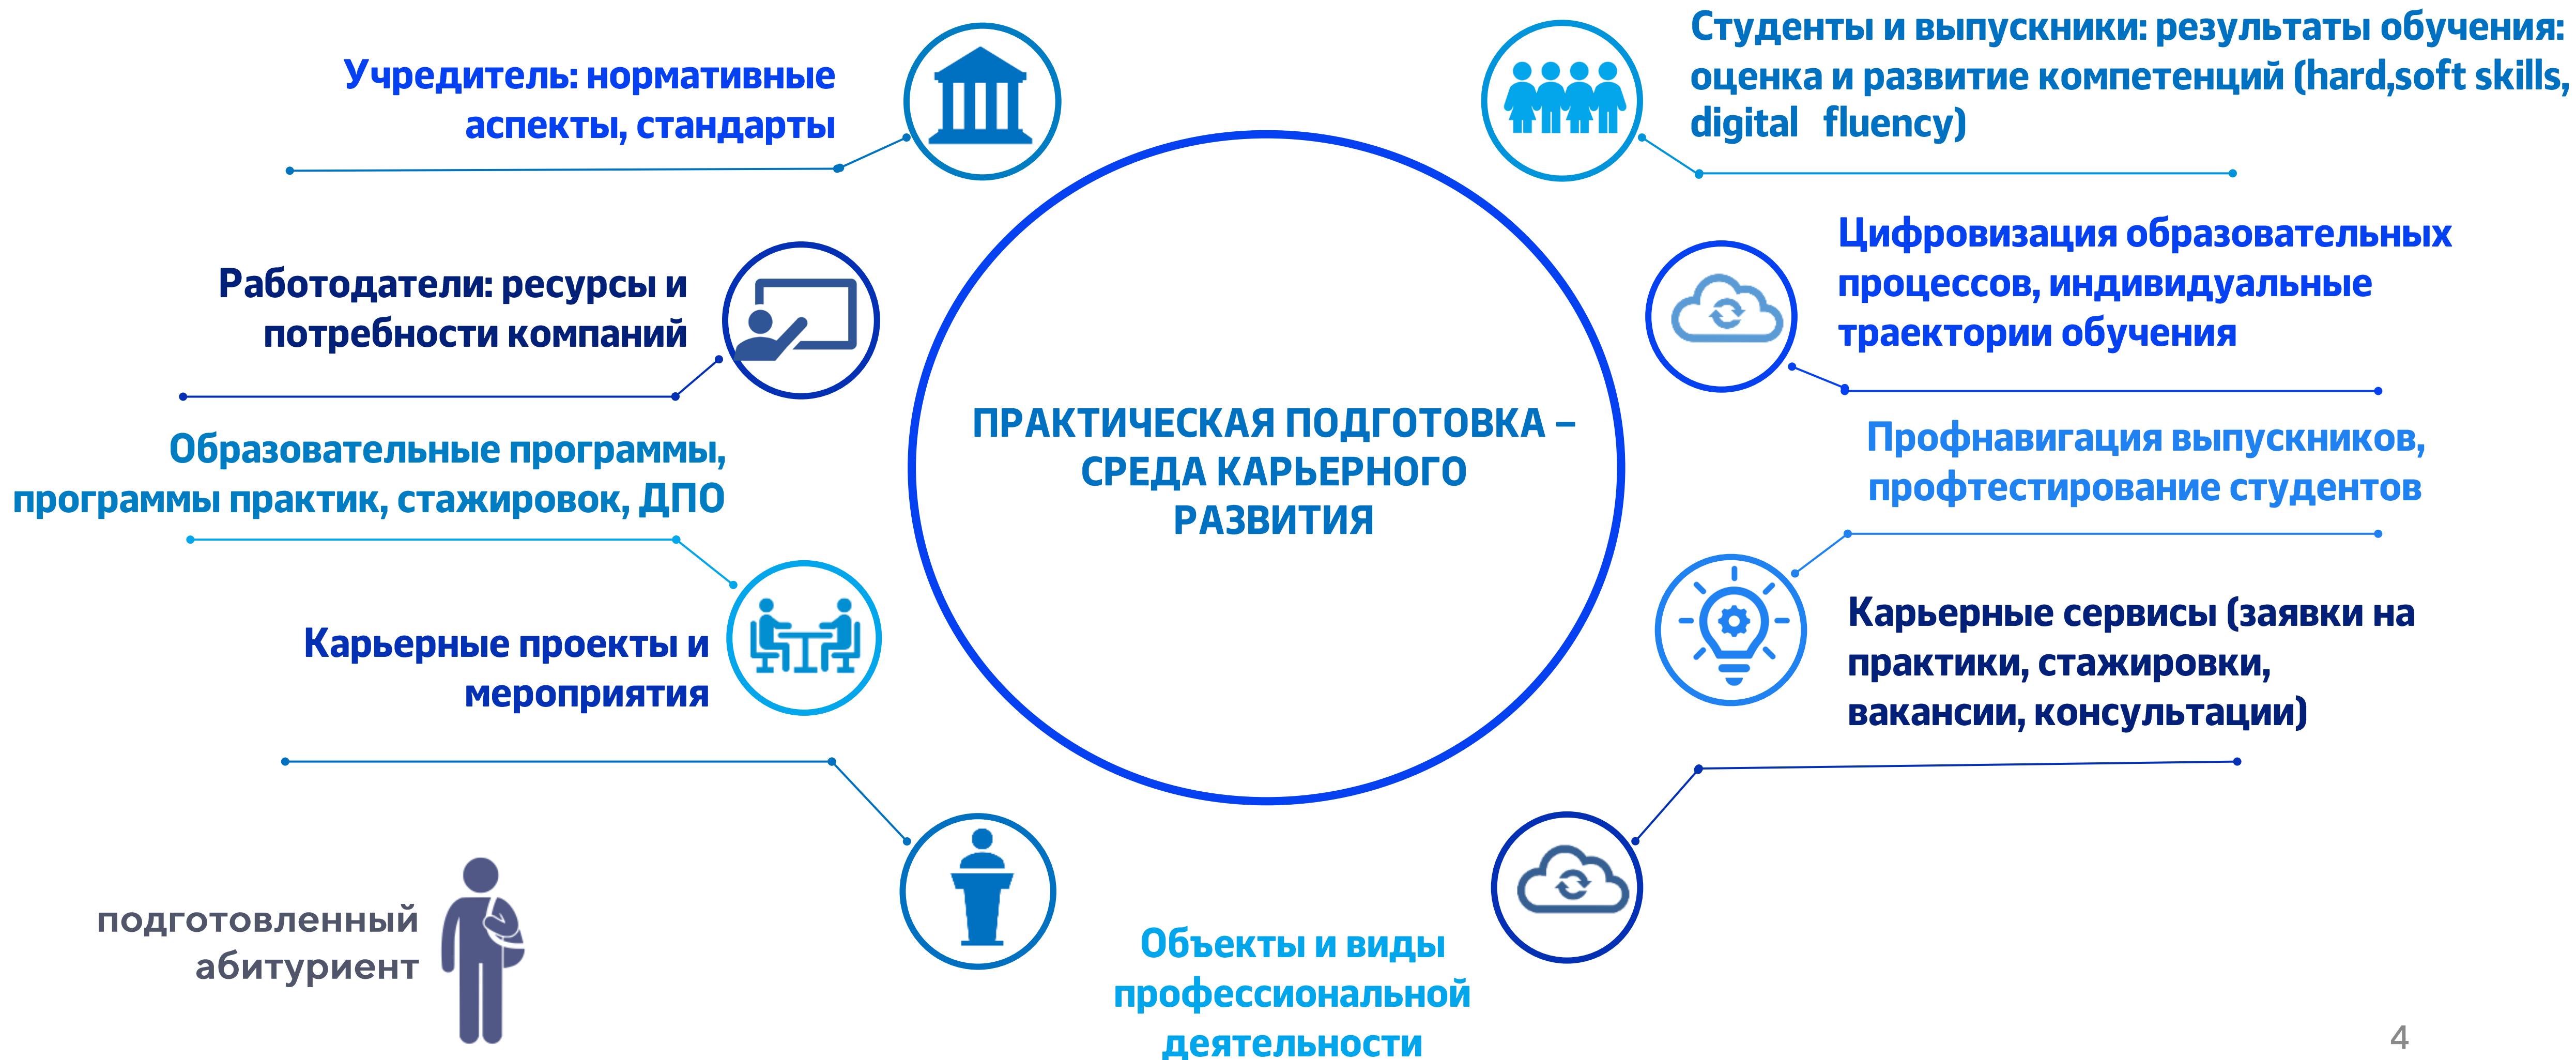 Учредитель: нормативные
аспекты, стандарты
Студенты и выпускники: результаты обучения:
оценка и развитие компетенций (hard,soft skills,
digital fluency)
Работодатели: ресурсы и
потребности компаний
Цифровизация образовательных
процессов, индивидуальные
траектории обучения
Образовательные программы,
программы практик, стажировок, ДПО
ПРАКТИЧЕСКАЯ ПОДГОТОВКА –
СРЕДА КАРЬЕРНОГО
РАЗВИТИЯ
Профнавигация выпускников,
профтестирование студентов
Карьерные проекты и
мероприятия
Карьерные сервисы (заявки на
практики, стажировки,
вакансии, консультации)
подготовленный
абитуриент
Объекты и виды
профессиональной
деятельности
4